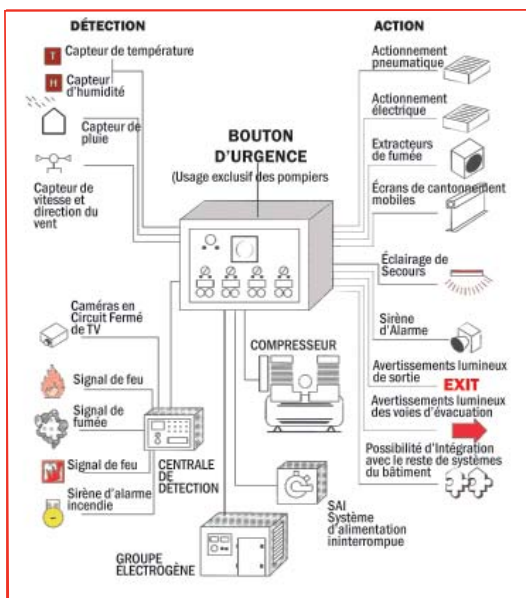 DÉTECTION
T
Capteur de température
H
Capteur
d'humidité
Capteur de
pluie
Capteur de
vitesse et
direction du
vent
BOUTON
D'URGENCE
(Usage exclusif des pompiers
ACTION
Actionnement
pneumatique
Actionnement
électrique
Extracteurs
de fumée
Écrans de cantonnement
mobiles
Éclairage de
Secours
Sirène
d'Alarme
Avertissements lumineux
de sortie
EXIT
Avertissements lumineux
des voies d'évacuation
Possibilité d'Intégration
avec le reste de systèmes
du bâtiment
Caméras en
Circuit Fermé
de TV
Signal de feu
Signal de
fumée
Signal de feu
Sirène d'alarme
incendie
CENTRALE
DE
DÉTECTION
COMPRESSEUR
SAI
Système
d'alimentation
ininterrompue
GROUPE
ÉLECTROGÈNE